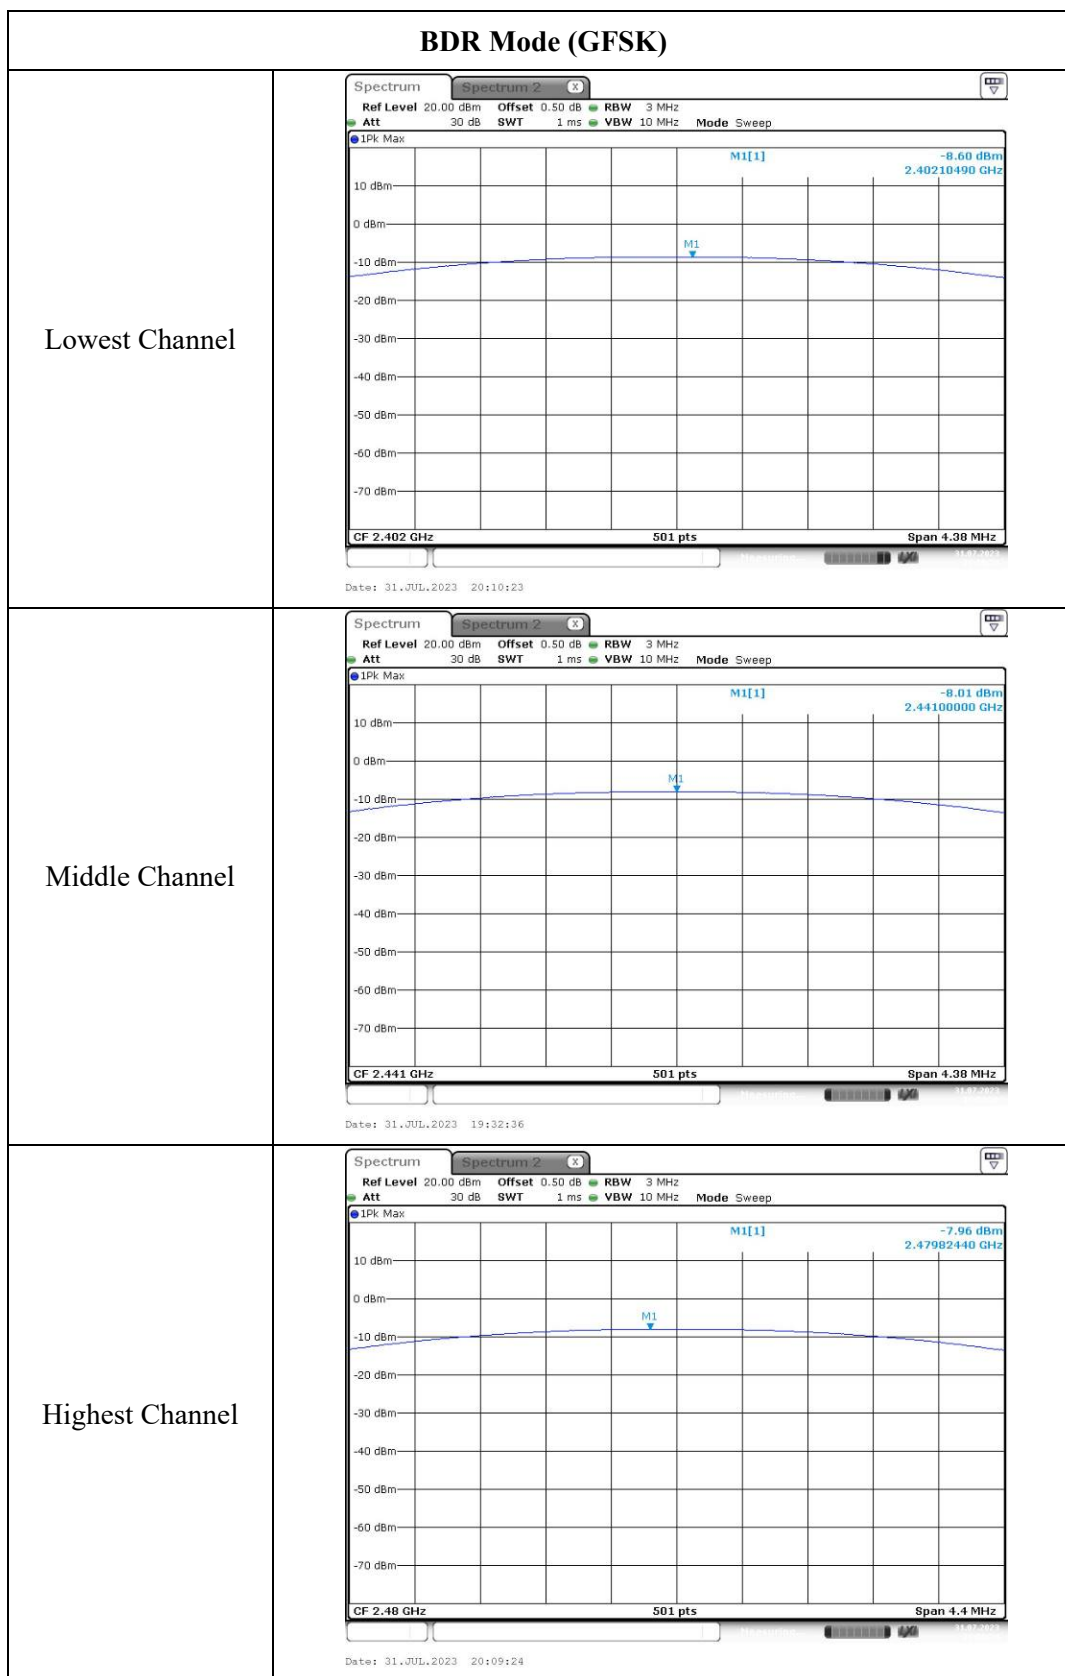 BDR Mode (GFSK)
Lowest Channel
Spectrum Spectrum 2 X
Ref Level 20.00 dBm Offset 0.50 dB RBW 3 MHz
Att 30 dB SWT 1 ms VBW 10 MHz Mode Sweep
1Pk Max
M1[1] -8.60 dBm
2.40210490 GHz
10 dBm
0 dBm
M1
-10 dBm
-20 dBm
-30 dBm
-40 dBm
-50 dBm
-60 dBm
-70 dBm
CF 2.402 GHz 501 pts Span 4.38 MHz
31.07.2023
Date: 31.JUL.2023 20:10:23
Middle Channel
Spectrum Spectrum 2 X
Ref Level 20.00 dBm Offset 0.50 dB RBW 3 MHz
Att 30 dB SWT 1 ms VBW 10 MHz Mode Sweep
1Pk Max
M1[1] -8.01 dBm
2.44100000 GHz
10 dBm
0 dBm
M1
-10 dBm
-20 dBm
-30 dBm
-40 dBm
-50 dBm
-60 dBm
-70 dBm
CF 2.441 GHz 501 pts Span 4.38 MHz
31.07.2023
Date: 31.JUL.2023 19:32:36
Highest Channel
Spectrum Spectrum 2 X
Ref Level 20.00 dBm Offset 0.50 dB RBW 3 MHz
Att 30 dB SWT 1 ms VBW 10 MHz Mode Sweep
1Pk Max
M1[1] -7.96 dBm
2.47982440 GHz
10 dBm
0 dBm
M1
-10 dBm
-20 dBm
-30 dBm
-40 dBm
-50 dBm
-60 dBm
-70 dBm
CF 2.48 GHz 501 pts Span 4.4 MHz
31.07.2023
Date: 31.JUL.2023 20:09:24